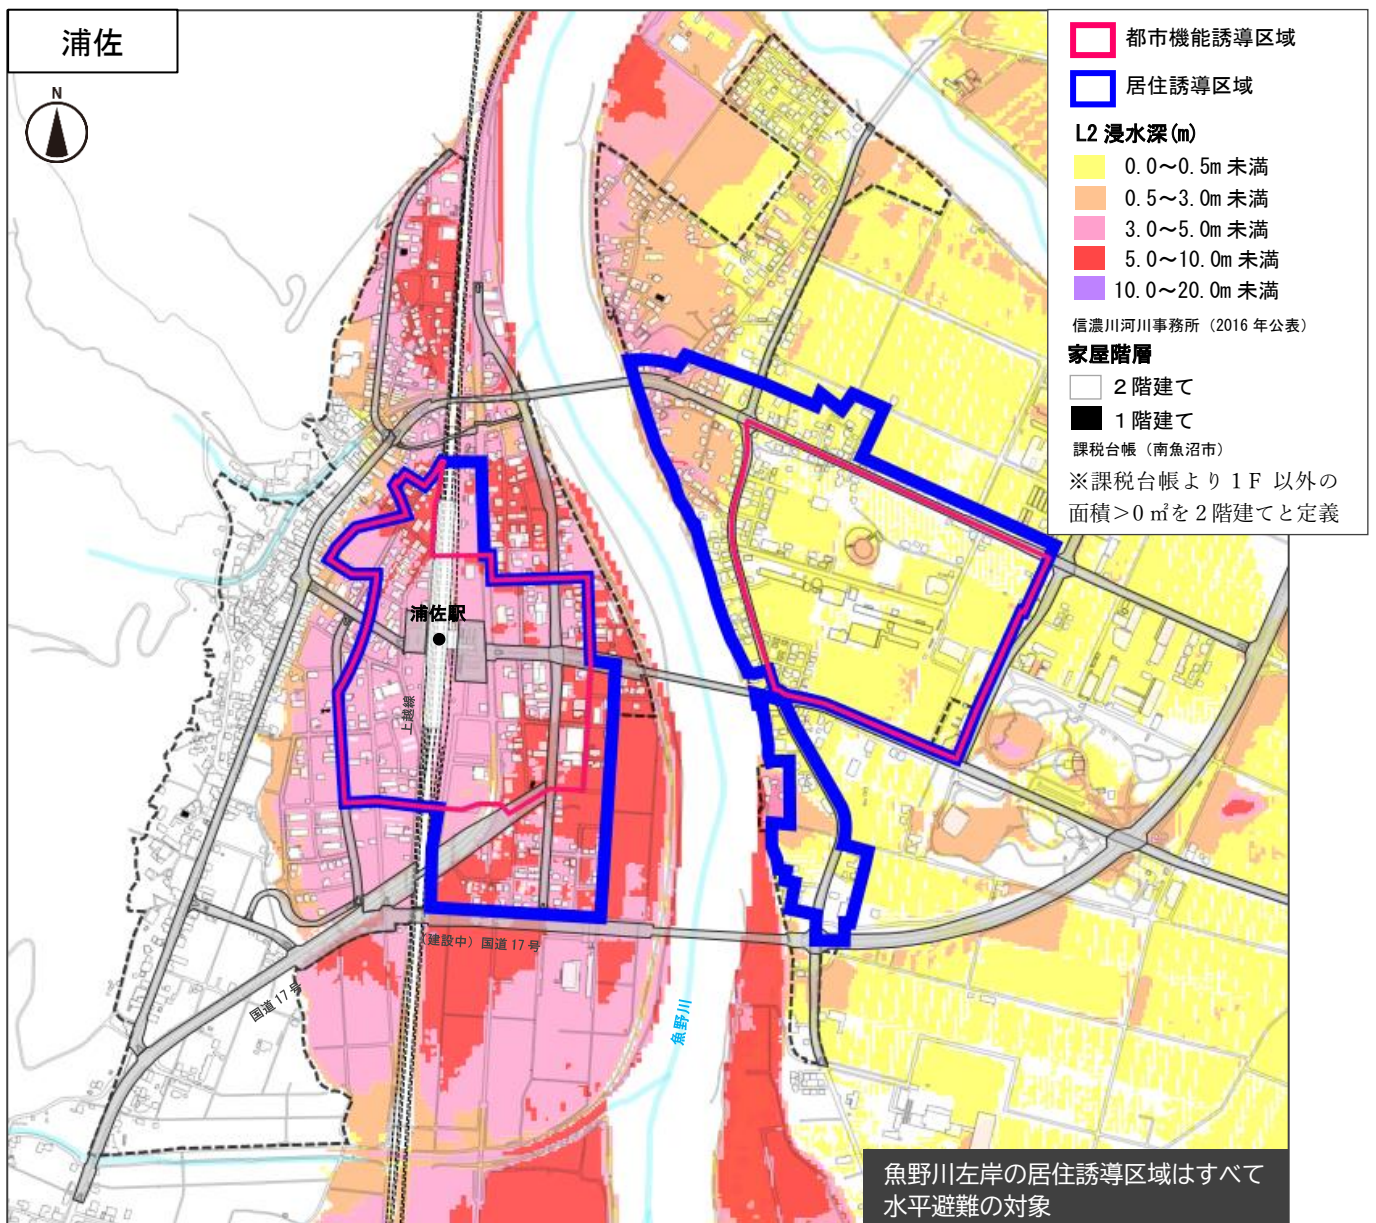 浦佐
N
都市機能誘導区域
居住誘導区域
L2 浸水深(m)
0.0～0.5m 未満
0.5～3.0m 未満
3.0～5.0m 未満
5.0～10.0m 未満
10.0～20.0m 未満
信濃川河川事務所（2016 年公表）
家屋階層
２階建て
１階建て
課税台帳（南魚沼市）
※課税台帳より１F 以外の
面積＞0 ㎡を２階建てと定義
浦佐駅
上越線
（建設中）国道 17 号
国道 17 号
魚野川
魚野川左岸の居住誘導区域はすべて
水平避難の対象